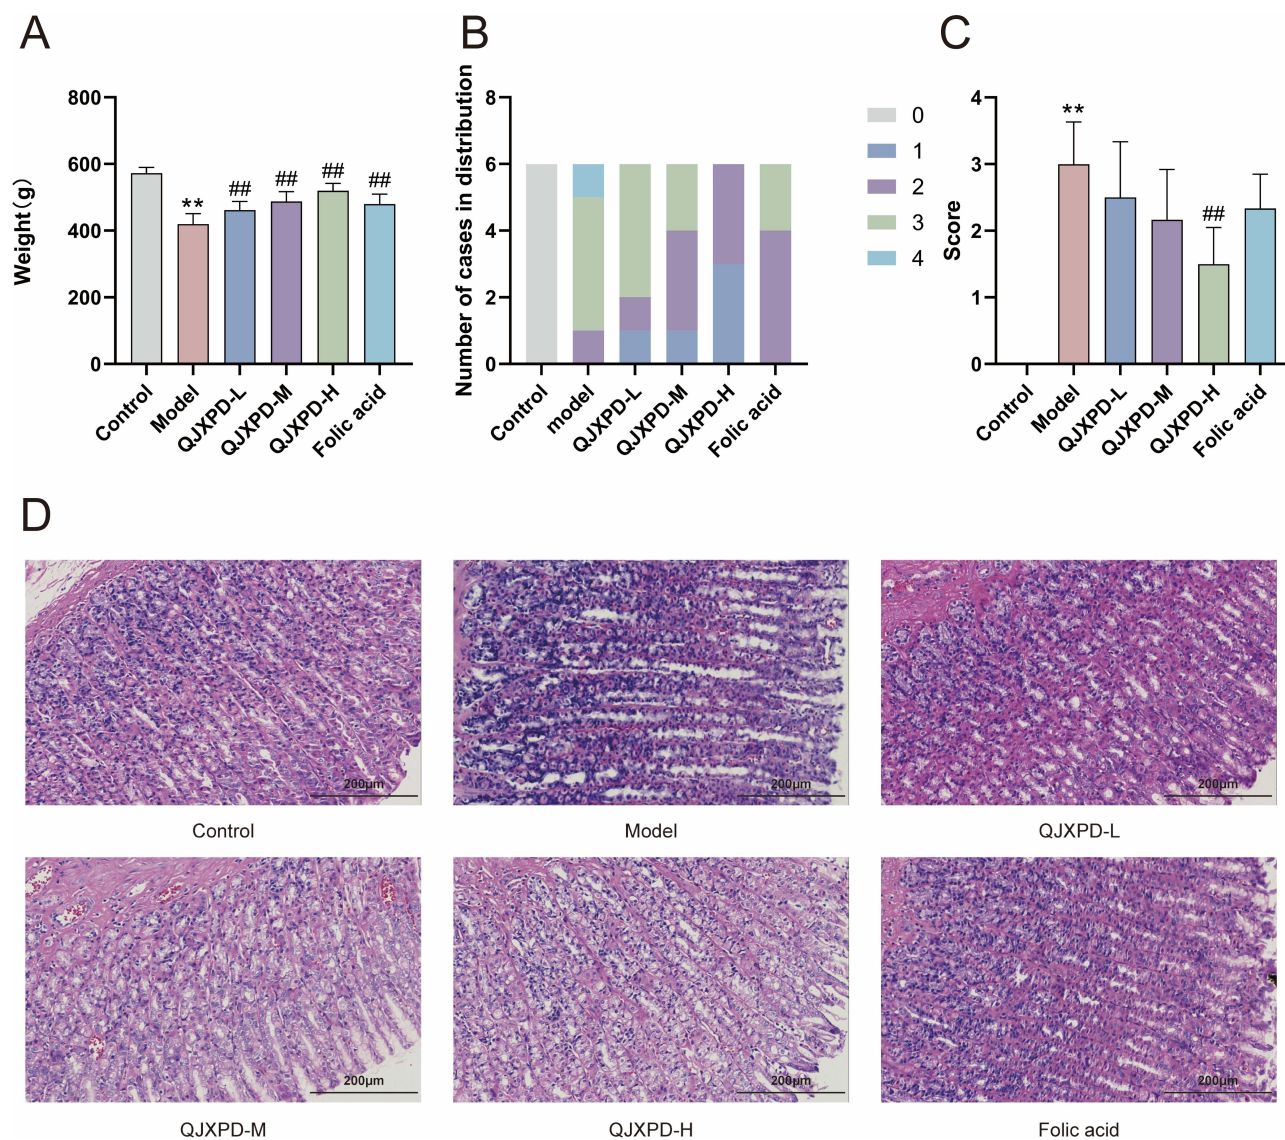 A
B
C
Weight(g)
800
600
400
200
0
**
##
##
##
##
Control
Model
QJXPD-L
QJXPD-M
QJXPD-H
Folic acid
Number of cases in distribution
8
6
4
2
0
Control
model
QJXPD-L
QJXPD-M
QJXPD-H
Folic acid
0
1
2
3
4
Score
4
3
2
1
0
**
##
Control
Model
QJXPD-L
QJXPD-M
QJXPD-H
Folic acid
D
200μm
200μm
200μm
Control
Model
QJXPD-L
200μm
200μm
200μm
QJXPD-M
QJXPD-H
Folic acid